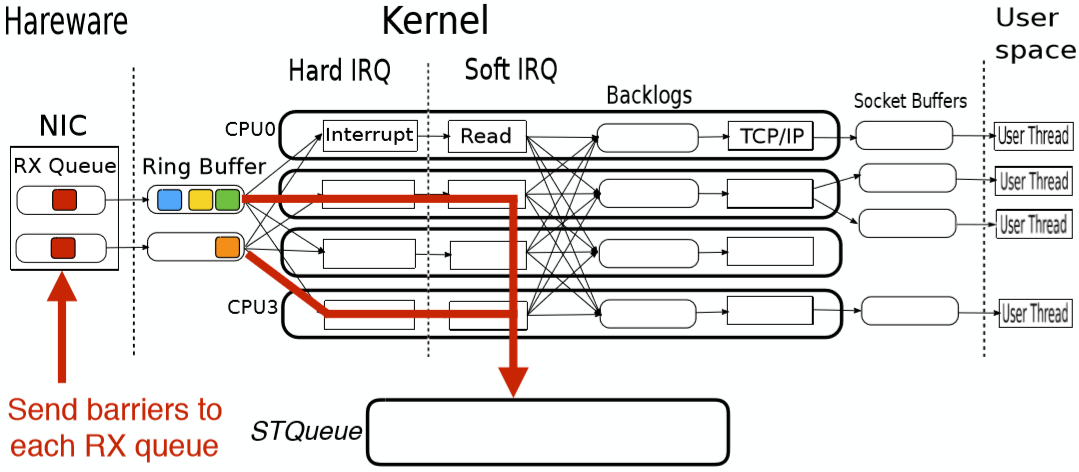 Hareware
Kernel
User
space
Hard IRQ
Soft IRQ
Backlogs
Socket Buffers
NIC
RX Queue
Ring Buffer
CPU0
Interrupt
Read
TCP/IP
User Thread
User Thread
User Thread
CPU3
User Thread
Send barriers to
each RX queue
STQueue